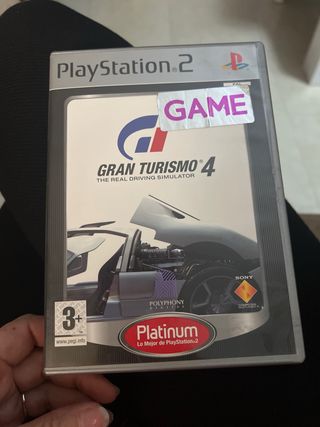 PlayStation®2
GAME
GRAN TURISMO 4
THE REAL DRIVING SIMULATOR
POLYPHONY
DIGITAL
SONY
3+
www.pegi.info
Platinum
Lo Mejor de PlayStation®2